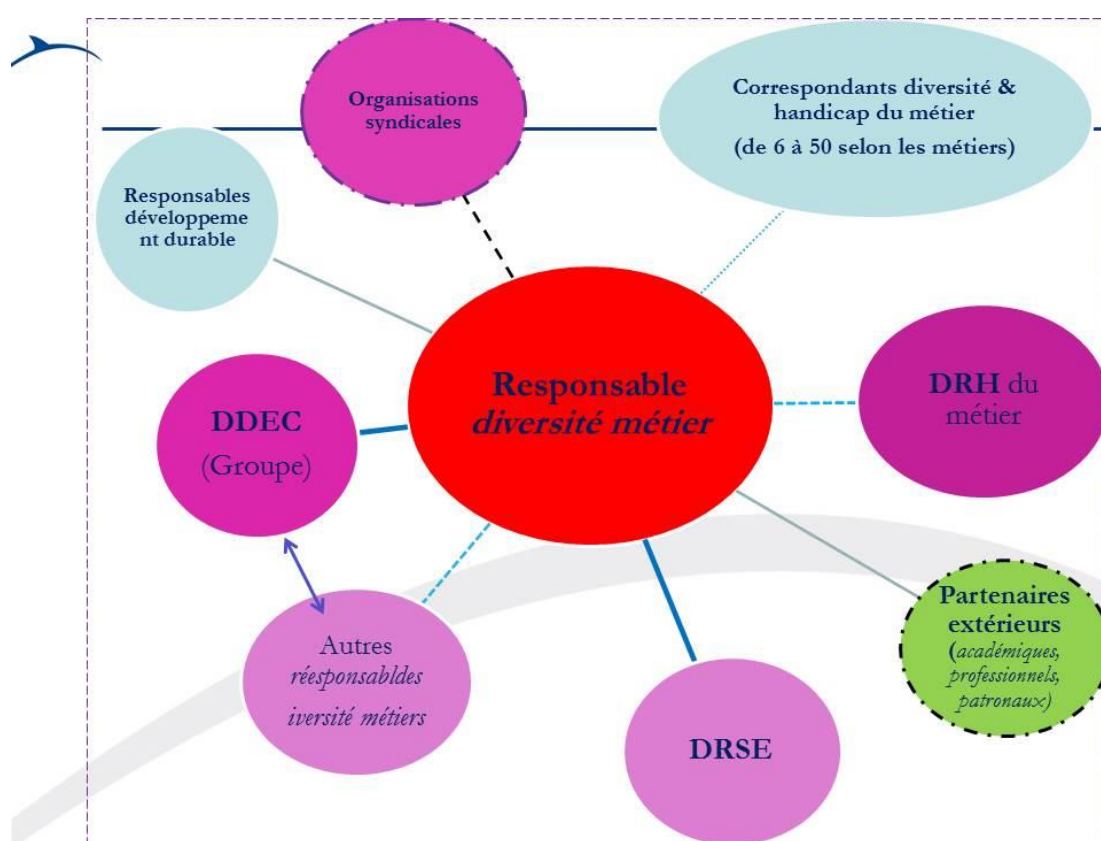 Organisations
syndicales
Correspondants diversité &
handicap du métier
(de 6 à 50 selon les métiers)
Responsables
développeme
nt durable
Responsable
diversité métier
DRH du
métier
DDEC
(Groupe)
Partenaires
extérieurs
(académiques,
professionnels,
patronaux)
Autres
réesponsabldes
iversité métiers
DRSE